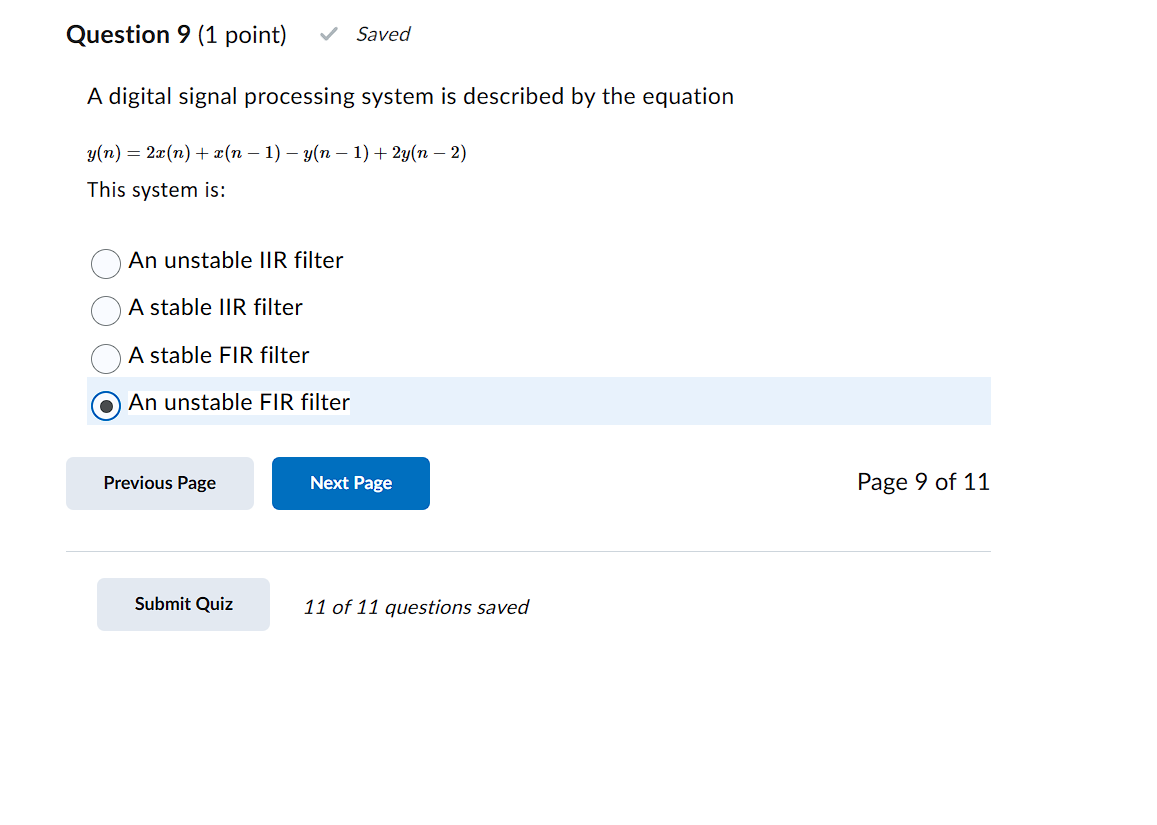 Question 9 (1 point) ✓ Saved
A digital signal processing system is described by the equation
y(n) = 2x(n) + x(n − 1) − y(n − 1) + 2y(n − 2)
This system is:
An unstable IIR filter
A stable IIR filter
A stable FIR filter
An unstable FIR filter
Previous Page Next Page Page 9 of 11
Submit Quiz 11 of 11 questions saved